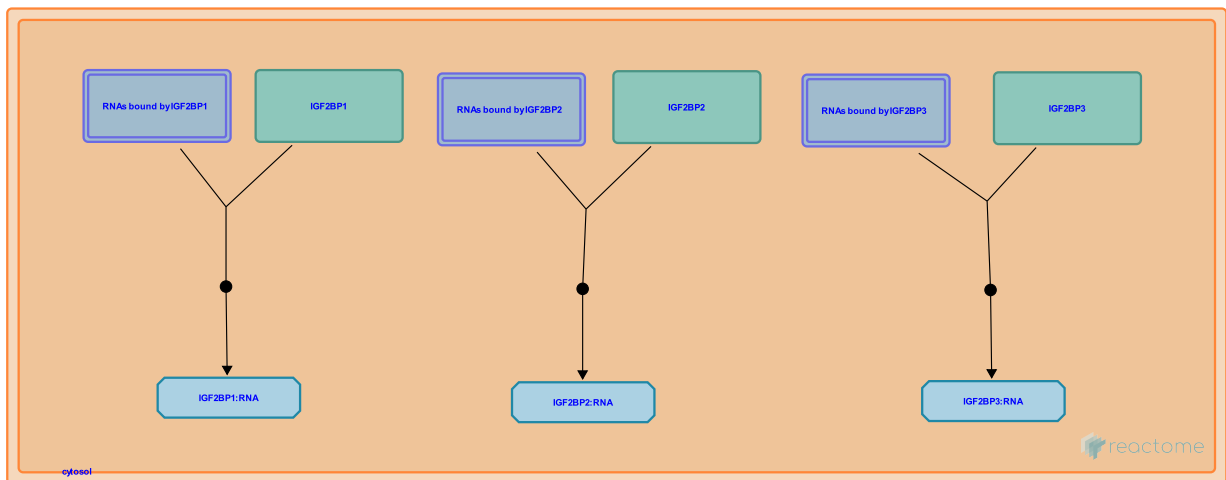 RNAs bound byIGF2BP1
IGF2BP1
RNAs bound byIGF2BP2
IGF2BP2
RNAs bound byIGF2BP3
IGF2BP3
IGF2BP1:RNA
IGF2BP2:RNA
IGF2BP3:RNA
reactome
cytosol